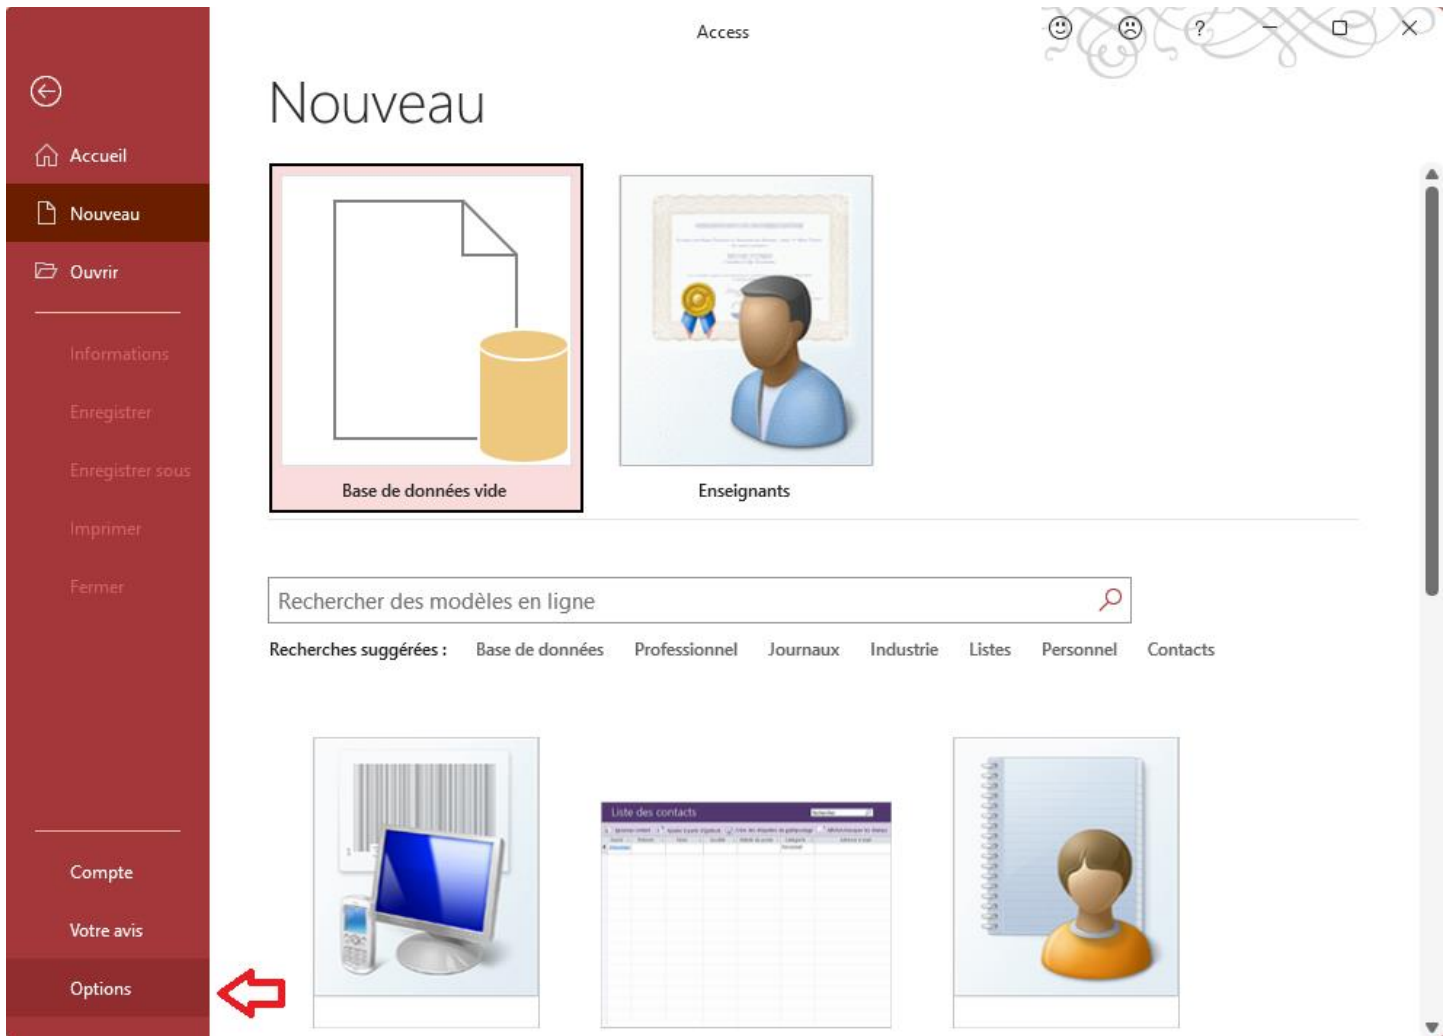 Access
Nouveau
Accueil
Nouveau
Ouvrir
Informations
Enregistrer
Enregistrer sous
Imprimer
Fermer
Compte
Votre avis
Options
Base de données vide
Enseignants
Rechercher des modèles en ligne
Recherches suggérées : Base de données Professionnel Journaux Industrie Listes Personnel Contacts
Liste des contacts
Rechercher